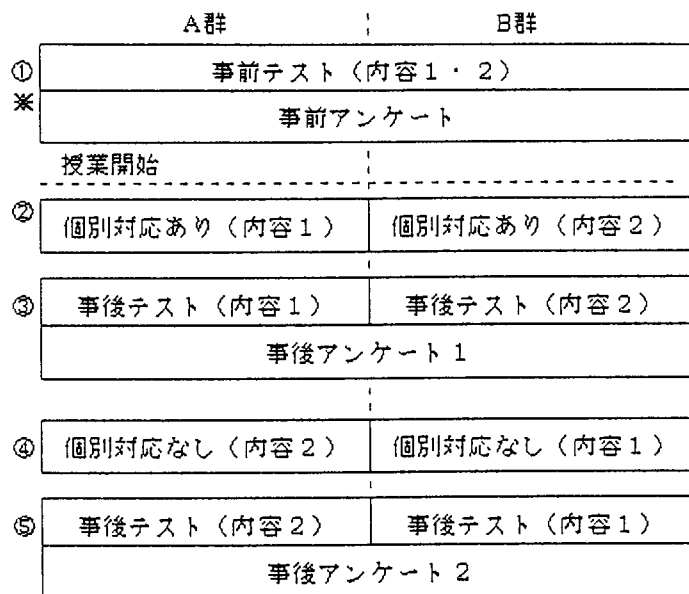 A群 B群
① 事前テスト(内容1・2)
※ 事前アンケート
授業開始
② 個別対応あり(内容1) 個別対応あり(内容2)
③ 事後テスト(内容1) 事後テスト(内容2)
事後アンケート1
④ 個別対応なし(内容2) 個別対応なし(内容1)
⑤ 事後テスト(内容2) 事後テスト(内容1)
事後アンケート2